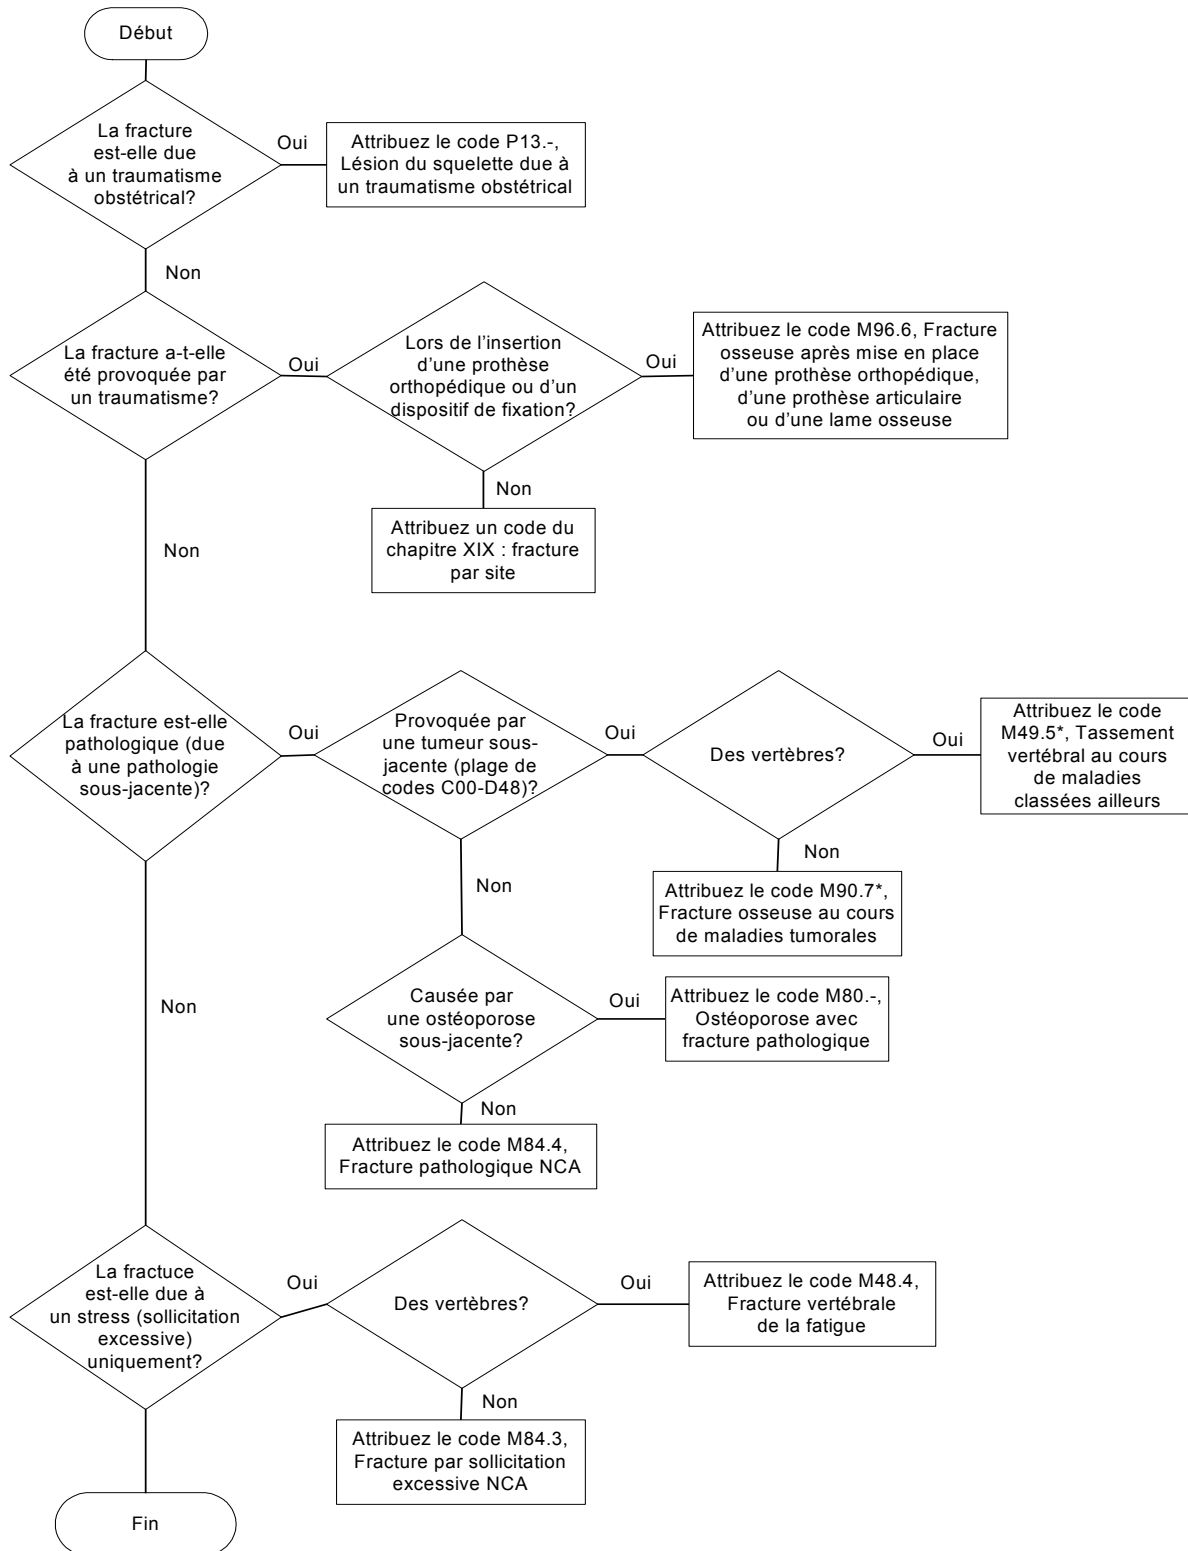 Début
La fracture
est-elle due
à un traumatisme
obstétrical?
Oui
Attribuez le code P13.-,
Lésion du squelette due à
un traumatisme obstétrical
Non
La fracture a-t-elle
été provoquée par
un traumatisme?
Oui
Lors de l’insertion
d’une prothèse
orthopédique ou d’un
dispositif de fixation?
Oui
Attribuez le code M96.6, Fracture
osseuse après mise en place
d’une prothèse orthopédique,
d’une prothèse articulaire
ou d’une lame osseuse
Non
Attribuez un code du
chapitre XIX : fracture
par site
Non
La fracture est-elle
pathologique (due
à une pathologie
sous-jacente)?
Oui
Provoquée par
une tumeur sous-
jacente (plage de
codes C00-D48)?
Oui
Des vertèbres?
Oui
Attribuez le code
M49.5*, Tassement
vertébral au cours
de maladies
classées ailleurs
Non
Attribuez le code M90.7*,
Fracture osseuse au cours
de maladies tumorales
Non
Causée par
une ostéoporose
sous-jacente?
Oui
Attribuez le code M80.-,
Ostéoporose avec
fracture pathologique
Non
Attribuez le code M84.4,
Fracture pathologique NCA
Non
La fractuce
est-elle due à
un stress (sollicitation
excessive)
uniquement?
Oui
Des vertèbres?
Oui
Attribuez le code M48.4,
Fracture vertébrale
de la fatigue
Non
Attribuez le code M84.3,
Fracture par sollicitation
excessive NCA
Fin